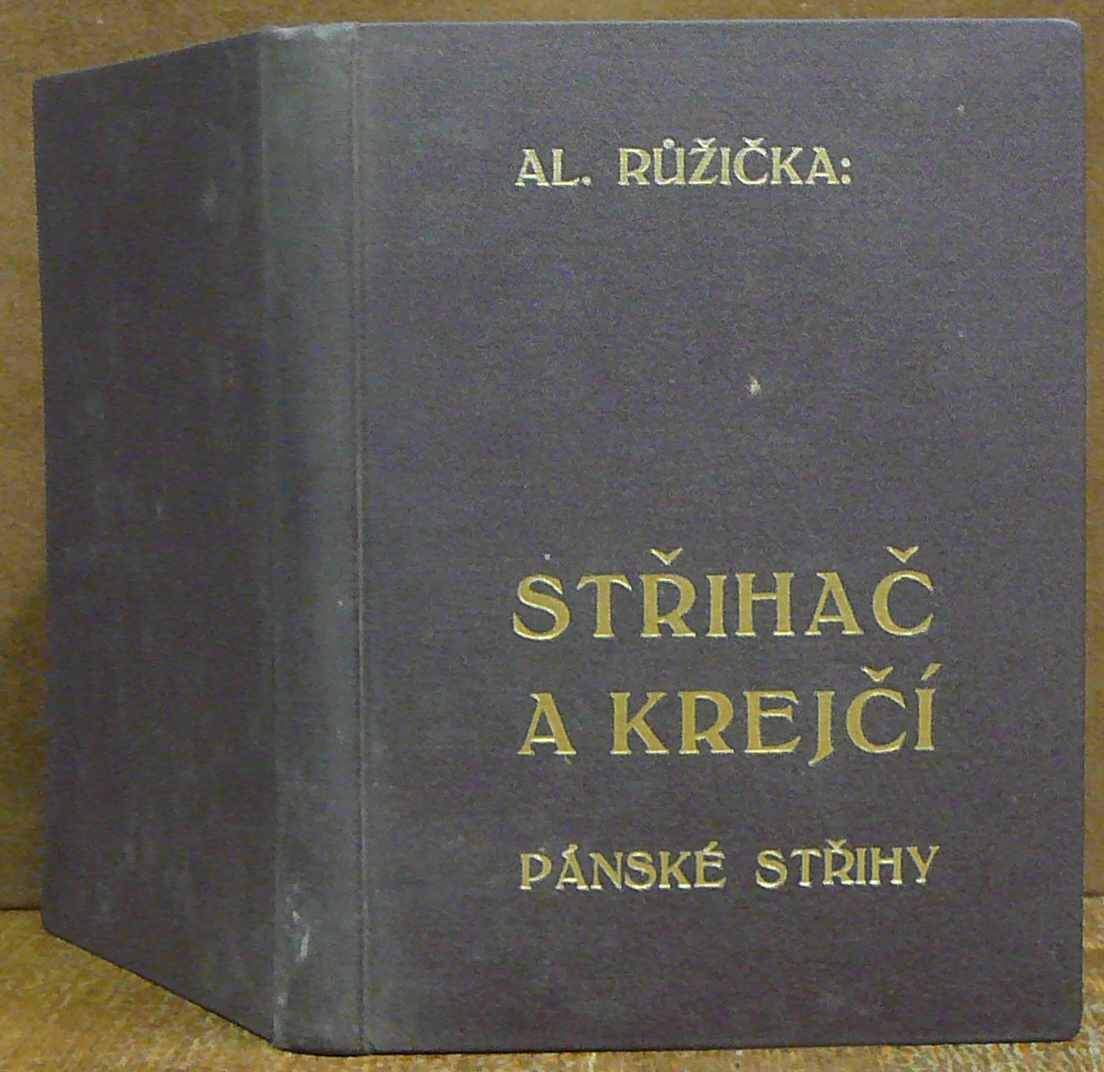 AL. RŮŽIČKA:
STŘIHAČ
A KREJČÍ
PÁNSKÉ STŘIHY